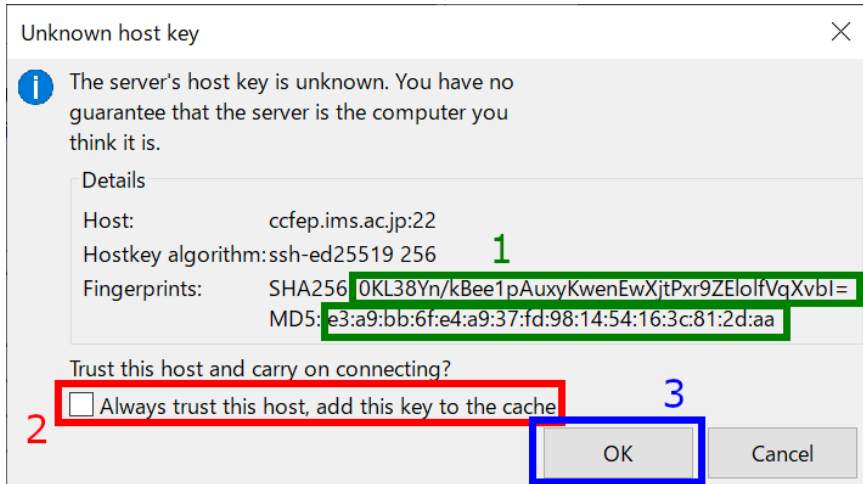 Unknown host key
The server's host key is unknown. You have no
guarantee that the server is the computer you
think it is.
Details
Host: ccfep.ims.ac.jp:22
Hostkey algorithm: ssh-ed25519 256
1
Fingerprints: SHA256: 0KL38Yn/kBee1pAuxyKwenEwXjtPxr9ZElolfVqXvbI=
MD5: e3:a9:bb:6f:e4:a9:37:fd:98:14:54:16:3c:81:2d:aa
Trust this host and carry on connecting?
2 Always trust this host, add this key to the cache
3
OK Cancel